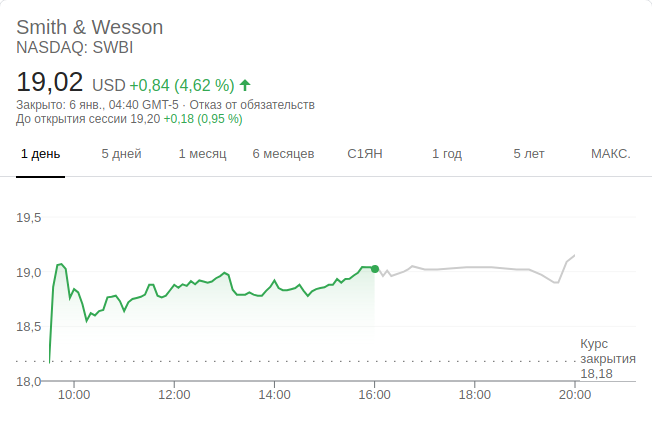 Smith & Wesson
NASDAQ: SWBI
19,02 USD +0,84 (4,62 %)
Закрыто: 6 янв., 04:40 GMT-5 · Отказ от обязательств
До открытия сессии 19,20 +0,18 (0,95 %)
1 день 5 дней 1 месяц 6 месяцев С1ЯН 1 год 5 лет МАКС.
19,5
19,0
18,5
Курс
закрытия
18,18
18,0
10:00 12:00 14:00 16:00 18:00 20:00